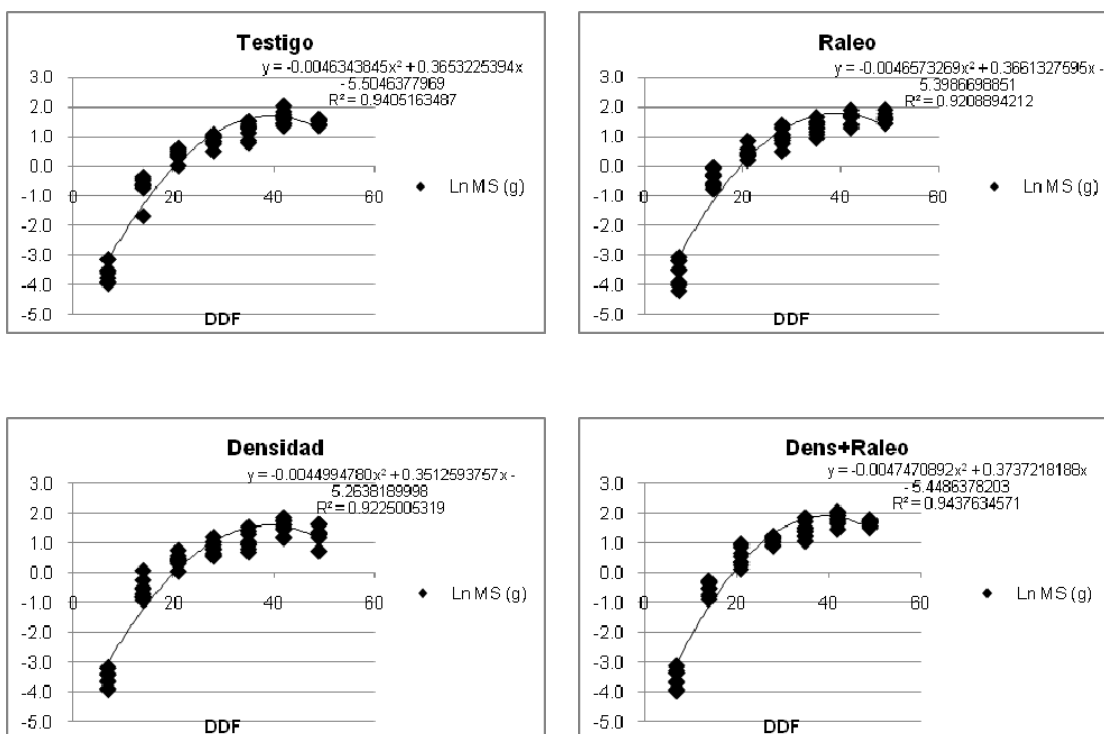 Testigo
y = -0.0046343845x² + 0.3653225394x
- 5.5046377969
R² = 0.9405163487
3.0
2.0
1.0
0.0
-1.0
-2.0
-3.0
-4.0
-5.0
0 20 40 60
Ln MS (g)
DDF
Raleo
y = -0.0046573269x² + 0.3661327595x -
5.3986698851
R² = 0.9208894212
3.0
2.0
1.0
0.0
-1.0
-2.0
-3.0
-4.0
-5.0
0 20 40 60
Ln MS (g)
DDF
Densidad
y = -0.0044994780x² + 0.3512593757x -
5.2638189998
R² = 0.9225005319
3.0
2.0
1.0
0.0
-1.0
-2.0
-3.0
-4.0
-5.0
0 20 40 60
Ln MS (g)
DDF
Dens+Raleo
y = -0.0047470892x² + 0.3737218188x
- 5.4486378203
R² = 0.9437634571
3.0
2.0
1.0
0.0
-1.0
-2.0
-3.0
-4.0
-5.0
0 20 40 60
Ln MS (g)
DDF